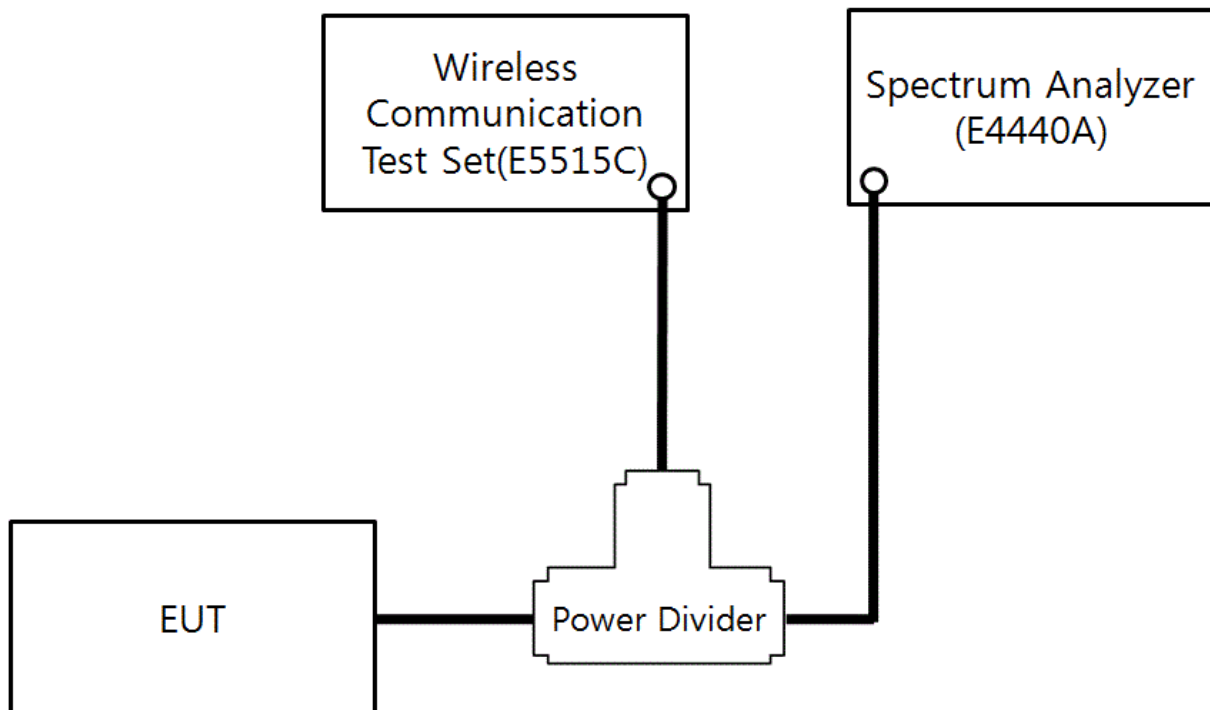 Wireless
Communication
Test Set(E5515C)
Spectrum Analyzer
(E4440A)
EUT
Power Divider